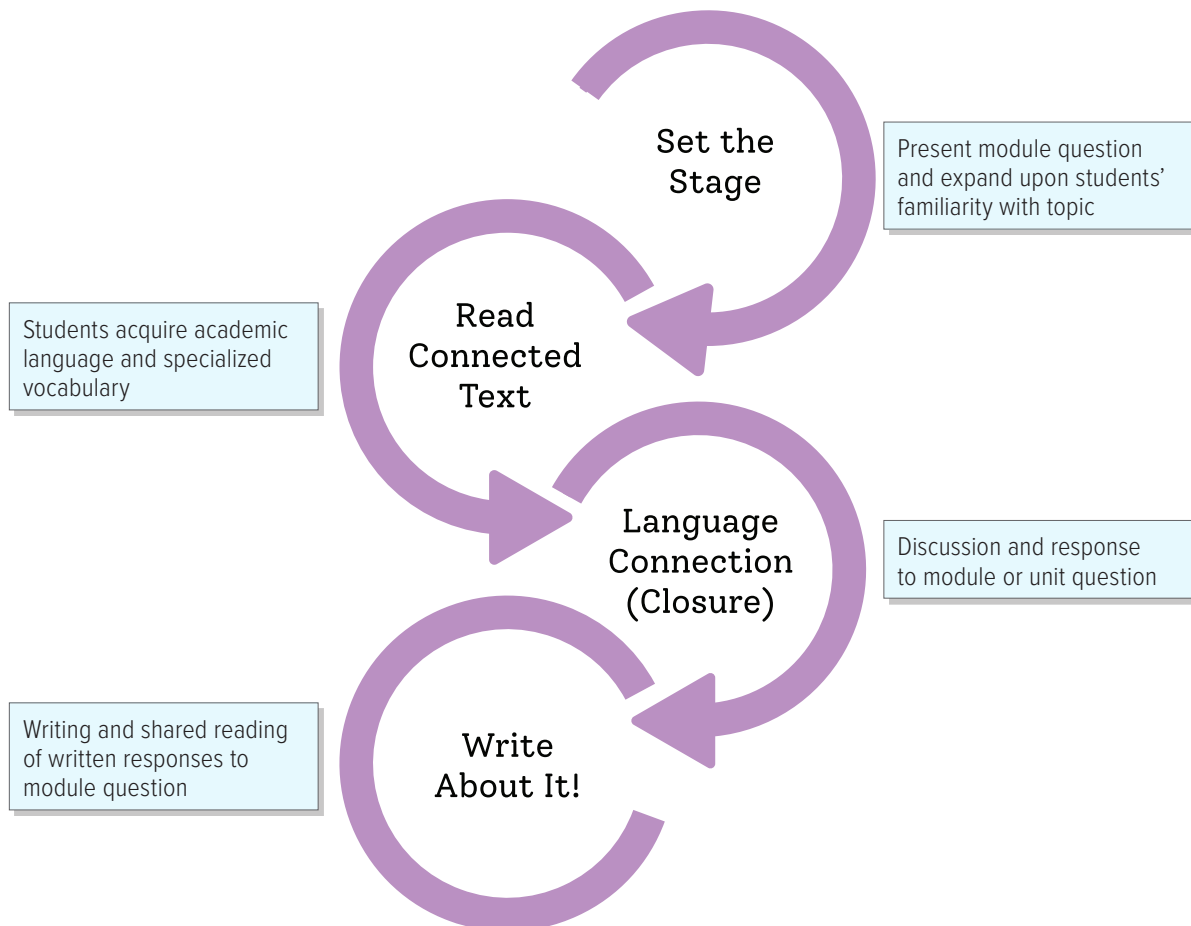 Set the
Stage
Present module question
and expand upon students’
familiarity with topic
Read
Connected
Text
Students acquire academic
language and specialized
vocabulary
Language
Connection
(Closure)
Discussion and response
to module or unit question
Write
About It!
Writing and shared reading
of written responses to
module question